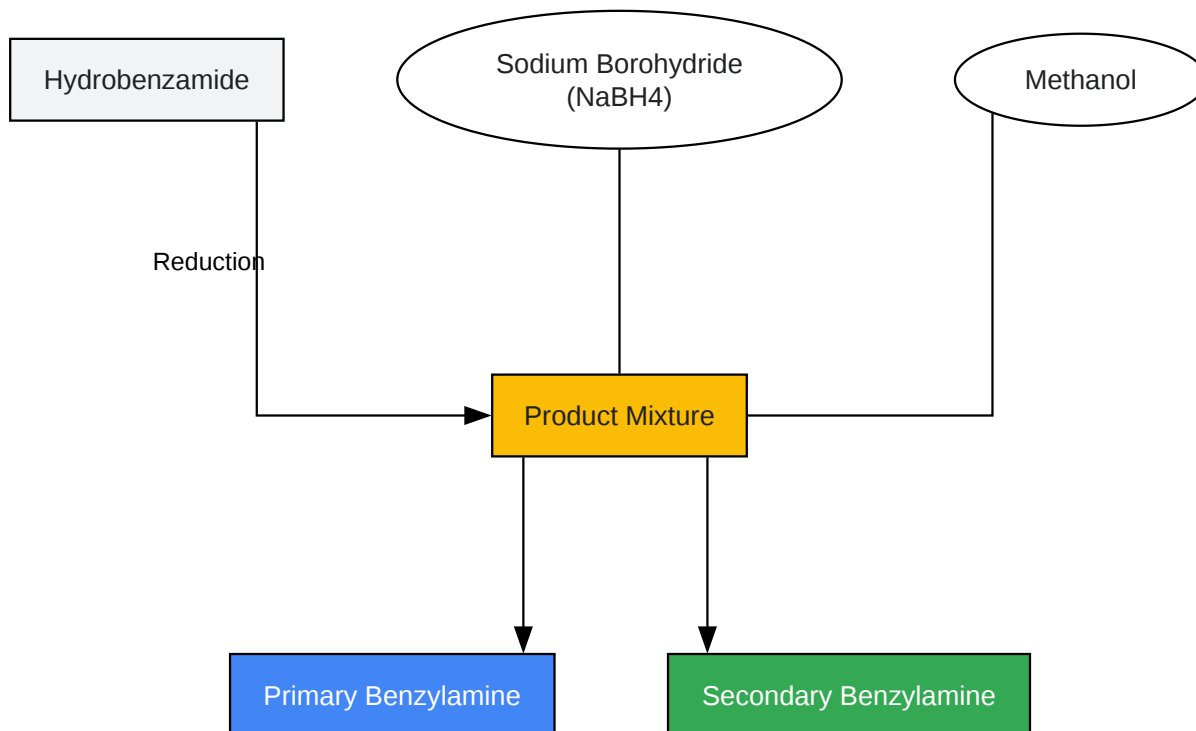 Hydrobenzamide
Sodium Borohydride
(NaBH4)
Methanol
Reduction
Product Mixture
Primary Benzylamine
Secondary Benzylamine